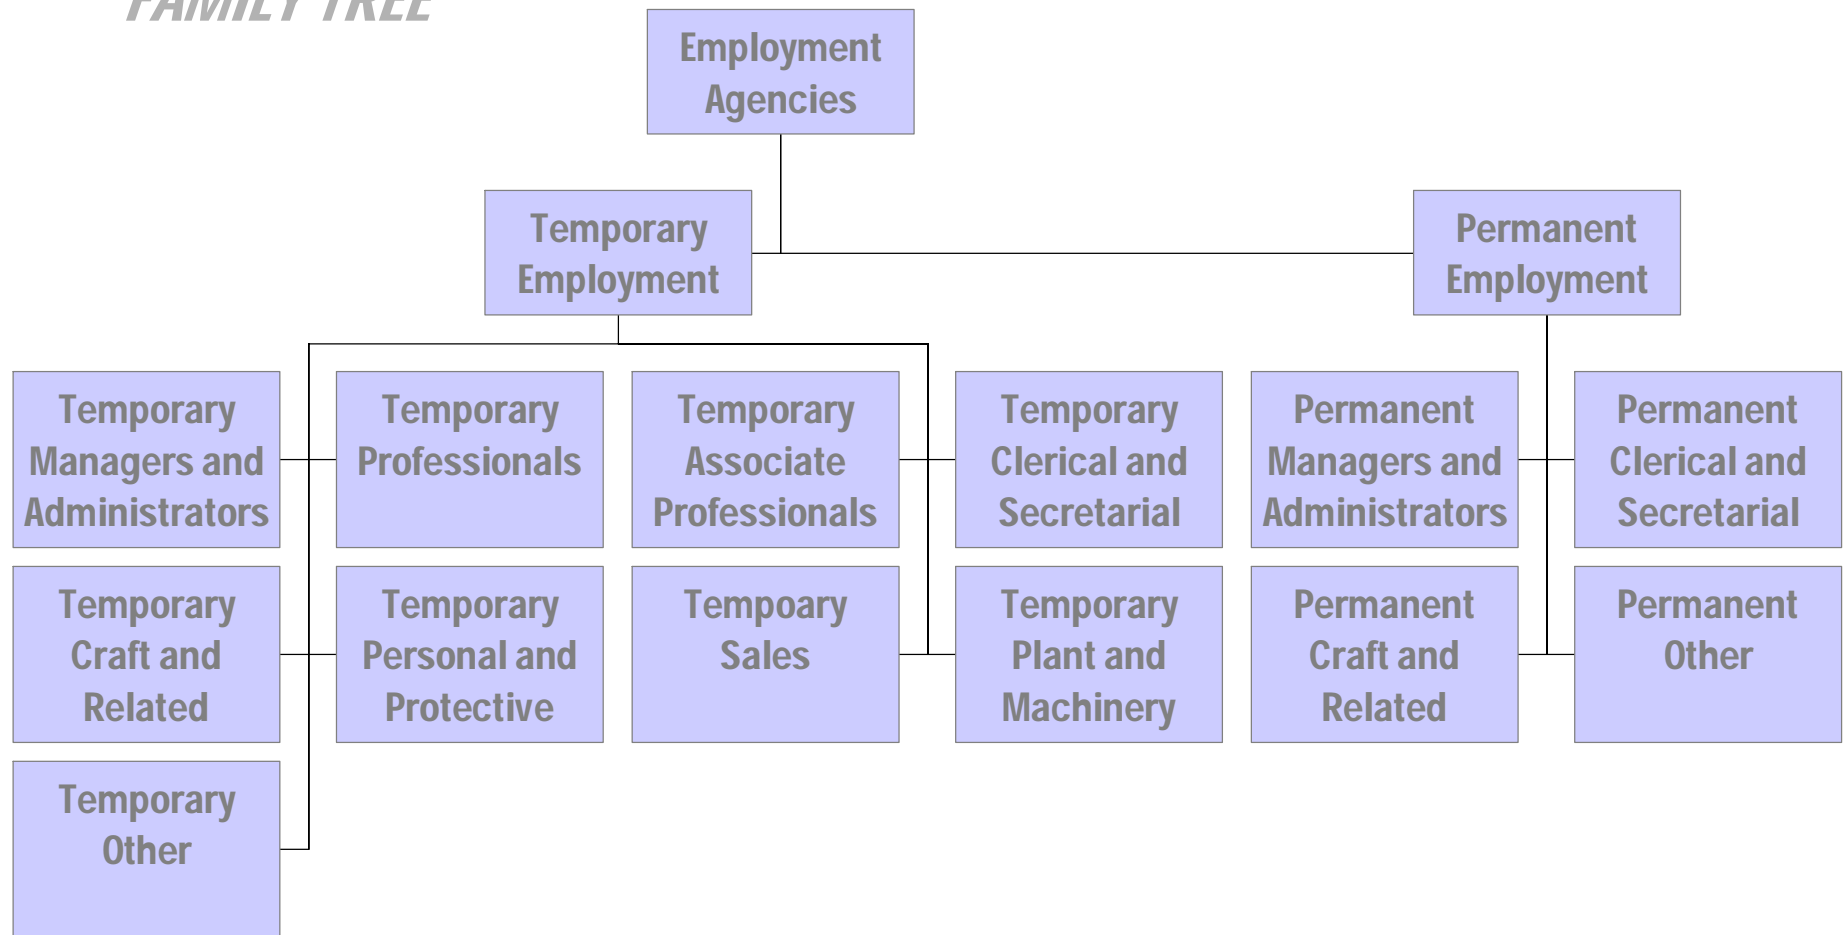 FAMILY TREE
Employment
Agencies
Temporary
Employment
Permanent
Employment
Temporary
Managers and
Administrators
Temporary
Professionals
Temporary
Associate
Professionals
Temporary
Clerical and
Secretarial
Permanent
Managers and
Administrators
Permanent
Clerical and
Secretarial
Temporary
Craft and
Related
Temporary
Personal and
Protective
Tempoary
Sales
Temporary
Plant and
Machinery
Permanent
Craft and
Related
Permanent
Other
Temporary
Other